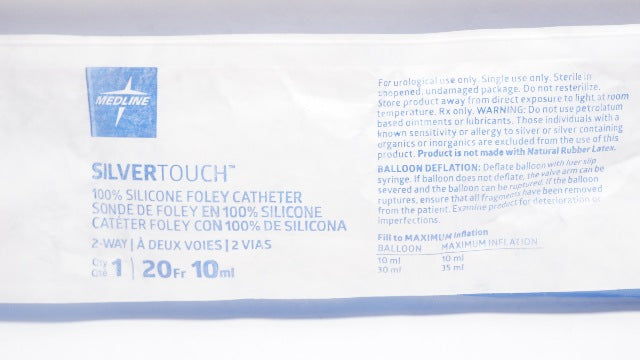 MEDLINE
SILVERTOUCH™
100% SILICONE FOLEY CATHETER
SONDE DE FOLEY EN 100% SILICONE
CATÉTER FOLEY CON 100% DE SILICONA
2-WAY | À DEUX VOIES | 2 VIAS
Qty
Qté 1 | 20Fr 10ml
For urological use only. Single use only. Sterile in
unopened, undamaged package. Do not resterilize.
Store product away from direct exposure to light at room
temperature. Rx only. WARNING: Do not use petrolatum
based ointments or lubricants. Those individuals with a
known sensitivity or allergy to silver or silver containing
organics or inorganics are excluded from the use of this
product. Product is not made with Natural Rubber Latex.
BALLOON DEFLATION: Deflate balloon with luer slip
syringe. If balloon does not deflate, the valve arm can be
severed and the balloon can be ruptured. If the balloon
ruptures, ensure that all fragments have been removed
from the patient. Examine product for deterioration or
imperfections.
Fill to MAXIMUM Inflation
BALLOON MAXIMUM INFLATION
10 ml 10 ml
30 ml 35 ml